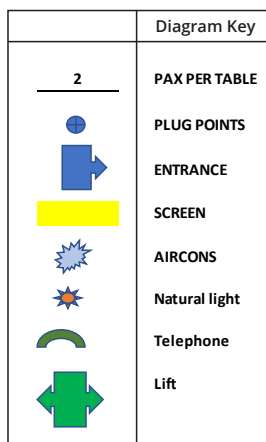 Diagram Key
2 PAX PER TABLE
PLUG POINTS
ENTRANCE
SCREEN
AIRCONS
Natural light
Telephone
Lift